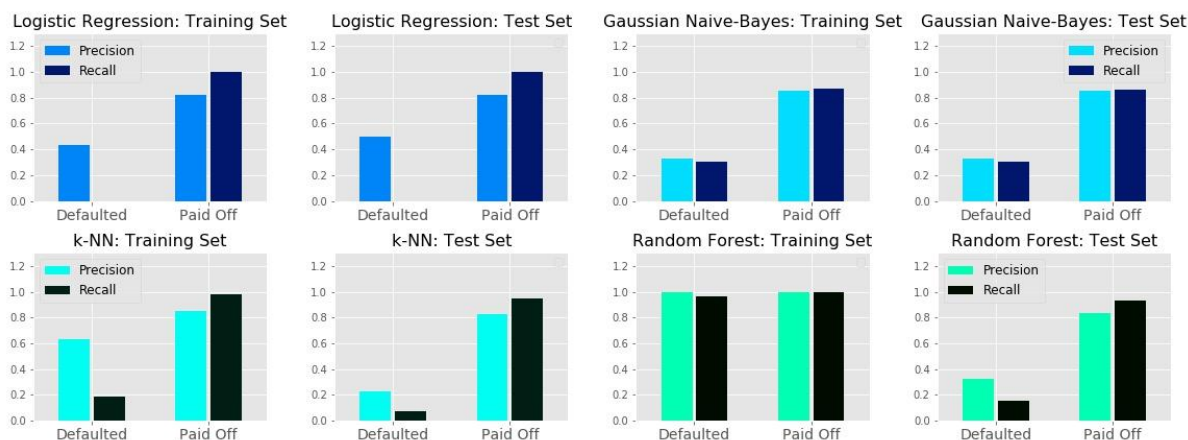 Logistic Regression: Training Set
1.2
1.0
0.8
0.6
0.4
0.2
0.0
Precision
Recall
Defaulted Paid Off
Logistic Regression: Test Set
1.2
1.0
0.8
0.6
0.4
0.2
0.0
Defaulted Paid Off
Gaussian Naive-Bayes: Training Set
1.2
1.0
0.8
0.6
0.4
0.2
0.0
Defaulted Paid Off
Gaussian Naive-Bayes: Test Set
1.2
1.0
0.8
0.6
0.4
0.2
0.0
Precision
Recall
Defaulted Paid Off
k-NN: Training Set
1.2
1.0
0.8
0.6
0.4
0.2
0.0
Precision
Recall
Defaulted Paid Off
k-NN: Test Set
1.2
1.0
0.8
0.6
0.4
0.2
0.0
Defaulted Paid Off
Random Forest: Training Set
1.2
1.0
0.8
0.6
0.4
0.2
0.0
Defaulted Paid Off
Random Forest: Test Set
1.2
1.0
0.8
0.6
0.4
0.2
0.0
Precision
Recall
Defaulted Paid Off